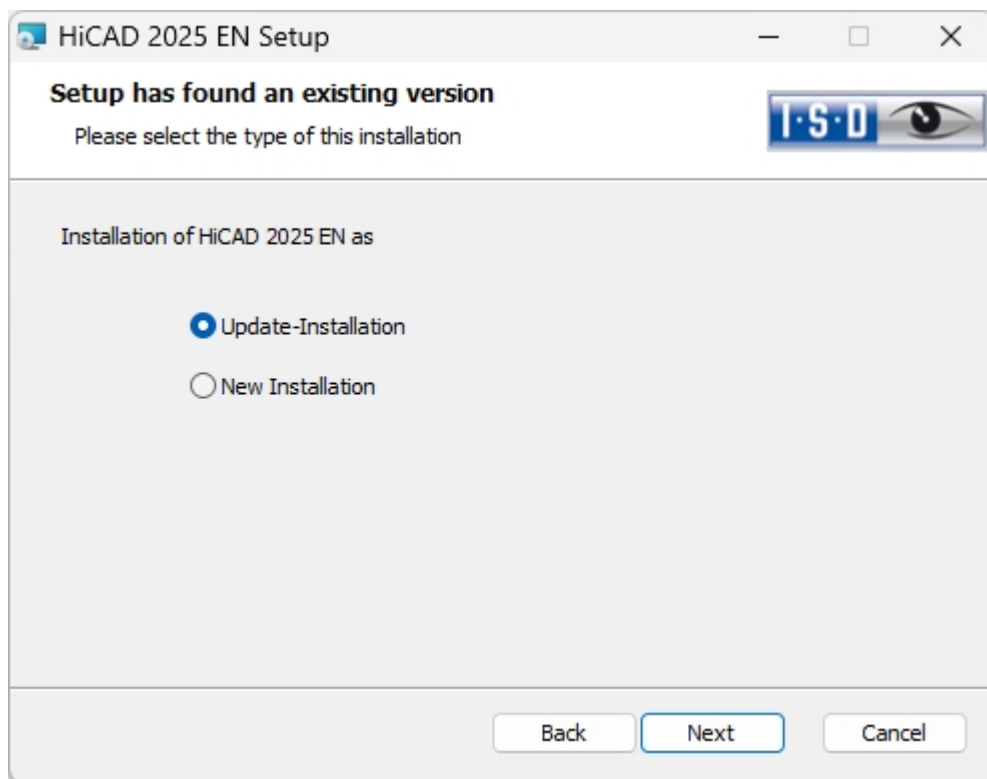 HiCAD 2025 EN Setup
Setup has found an existing version
Please select the type of this installation
I·S·D
Installation of HiCAD 2025 EN as
Update-Installation
New Installation
Back
Next
Cancel